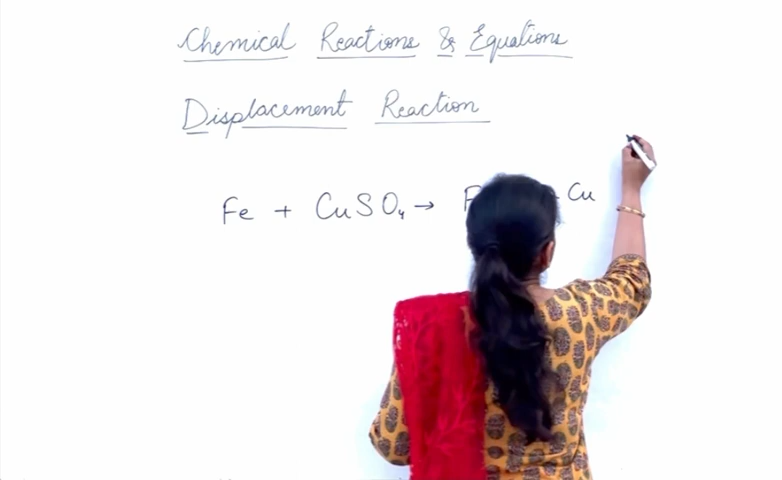 Chemical Reactions & Equations
Displacement Reaction
Fe + CuSO₄ → Cu